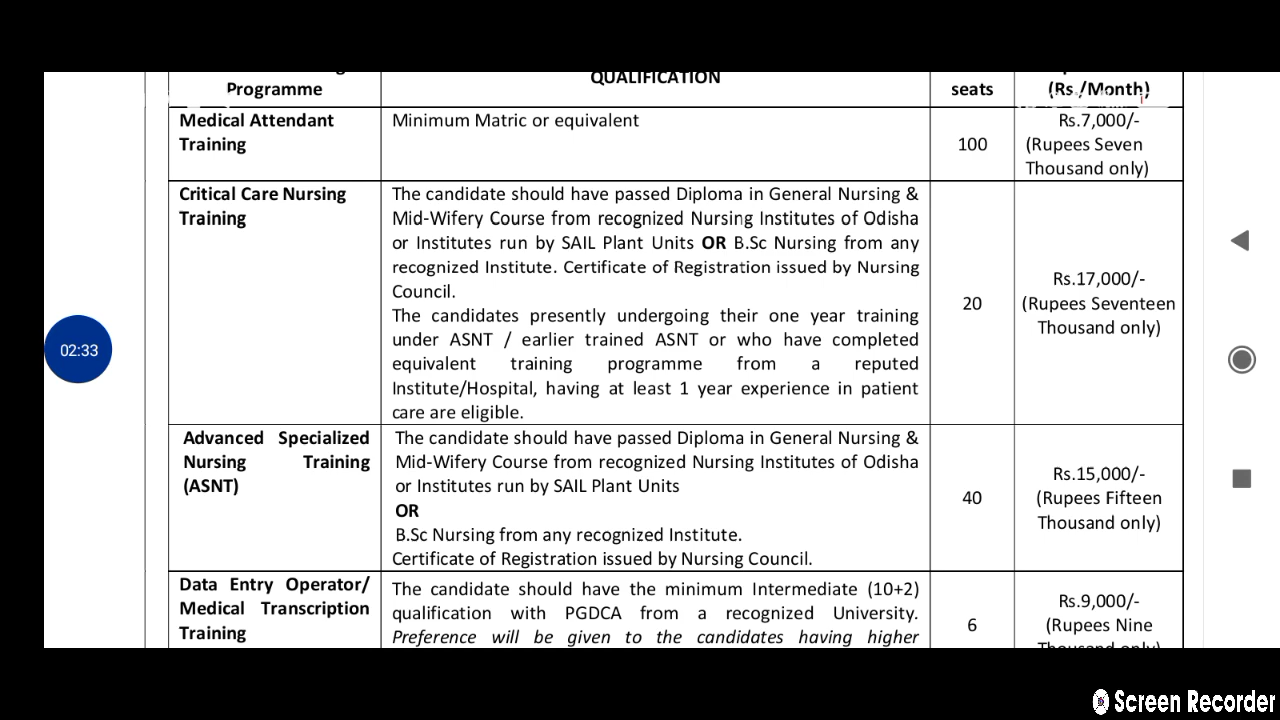 QUALIFICATION
Programme
seats
(Rs./Month)
Medical Attendant
Training
Minimum Matric or equivalent
100
Rs.7,000/-
(Rupees Seven
Thousand only)
Critical Care Nursing
Training
The candidate should have passed Diploma in General Nursing &
Mid-Wifery Course from recognized Nursing Institutes of Odisha
or Institutes run by SAIL Plant Units OR B.Sc Nursing from any
recognized Institute. Certificate of Registration issued by Nursing
Council.
The candidates presently undergoing their one year training
under ASNT / earlier trained ASNT or who have completed
equivalent training programme from a reputed
Institute/Hospital, having at least 1 year experience in patient
care are eligible.
20
Rs.17,000/-
(Rupees Seventeen
Thousand only)
Advanced Specialized
Nursing Training
(ASNT)
The candidate should have passed Diploma in General Nursing &
Mid-Wifery Course from recognized Nursing Institutes of Odisha
or Institutes run by SAIL Plant Units
OR
B.Sc Nursing from any recognized Institute.
Certificate of Registration issued by Nursing Council.
40
Rs.15,000/-
(Rupees Fifteen
Thousand only)
Data Entry Operator/
Medical Transcription
Training
The candidate should have the minimum Intermediate (10+2)
qualification with PGDCA from a recognized University.
Preference will be given to the candidates having higher
6
Rs.9,000/-
(Rupees Nine
Thousand only)
02:33
Screen Recorder